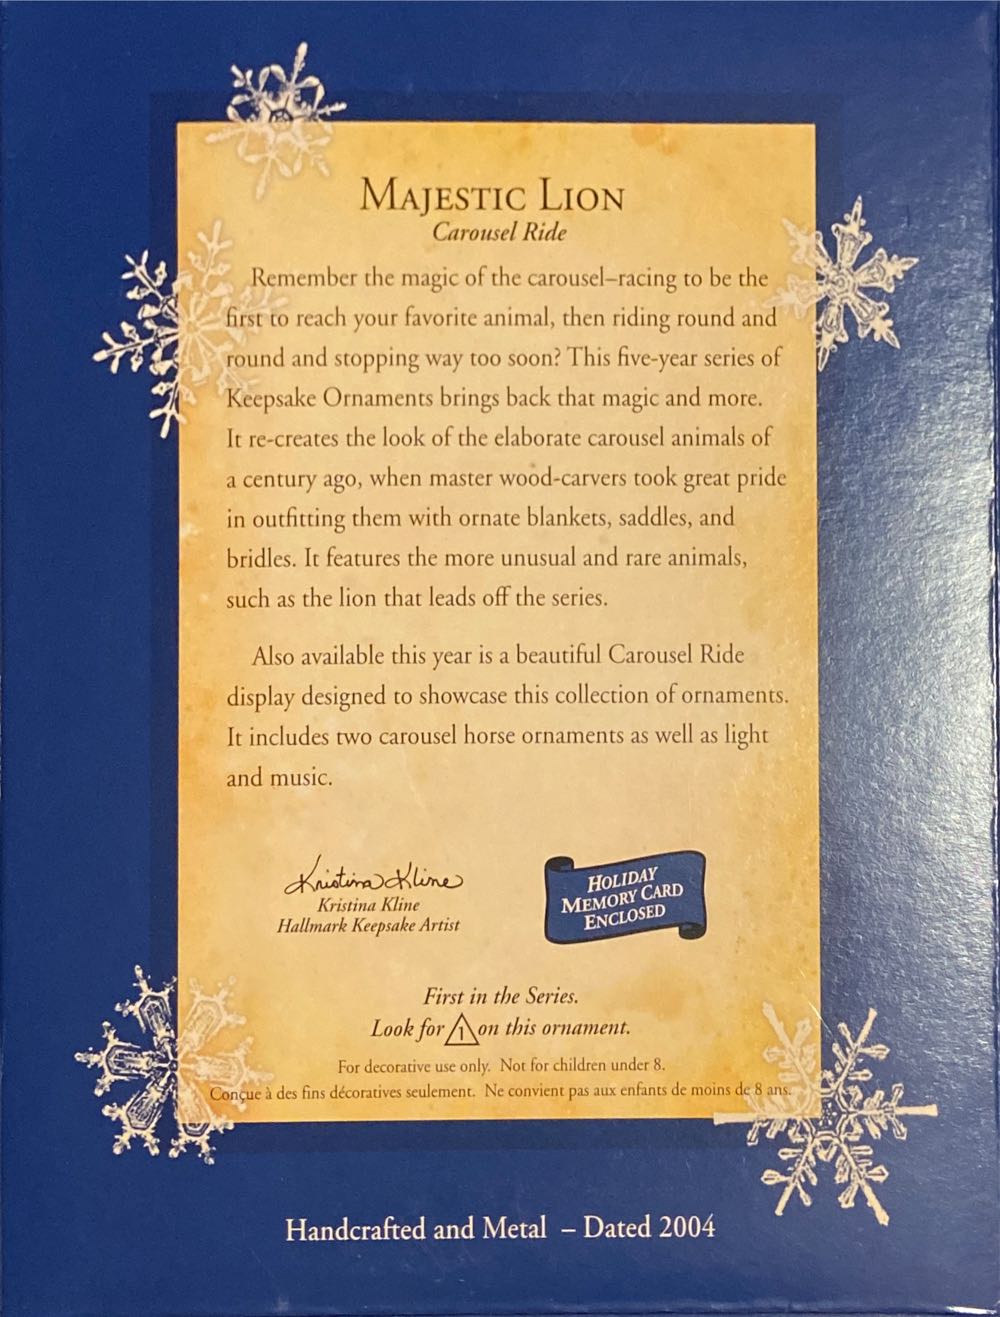 MAJESTIC LION
Carousel Ride
Remember the magic of the carousel–racing to be the
first to reach your favorite animal, then riding round and
round and stopping way too soon? This five-year series of
Keepsake Ornaments brings back that magic and more.
It re-creates the look of the elaborate carousel animals of
a century ago, when master wood-carvers took great pride
in outfitting them with ornate blankets, saddles, and
bridles. It features the more unusual and rare animals,
such as the lion that leads off the series.
Also available this year is a beautiful Carousel Ride
display designed to showcase this collection of ornaments.
It includes two carousel horse ornaments as well as light
and music.
Kristina Kline
Kristina Kline
Hallmark Keepsake Artist
HOLIDAY
MEMORY CARD
ENCLOSED
First in the Series.
Look for 1 on this ornament.
For decorative use only. Not for children under 8.
Conçue à des fins décoratives seulement. Ne convient pas aux enfants de moins de 8 ans.
Handcrafted and Metal – Dated 2004